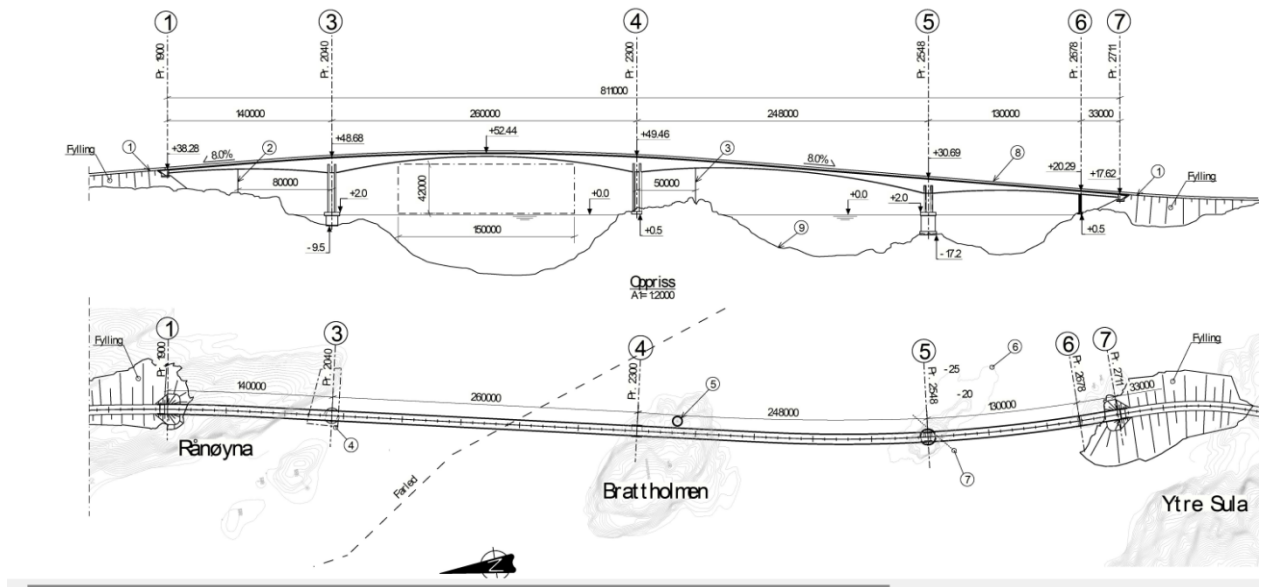 1 3 4 5 6 7
Pr. 1900 Pr. 2040 Pr. 2300 Pr. 2548 Pr. 2678 Pr. 2711
811000
140000 260000 248000 130000 33000
+52.44
+48.68 +49.46
1 +38.28 8.0% 2 3 8.0% +30.69 8
Fylling +20.29 +17.62 1 Fylling
80000 42000 50000
+2.0 +0.0 +0.0 +2.0
150000 9
-9.5 +0.5 -17.2 +0.5
Oppriss
A1=1:2000
1 3 4 5 6 7
Fylling Pr. 1900 Pr. 2040 Pr. 2300 Pr. 2548 Pr. 2678 Pr. 2711 Fylling
6
-25
-20
140000 260000 5 248000 130000 33000
4 7
Rånøyna
Farled
Brattholmen
Ytre Sula
N